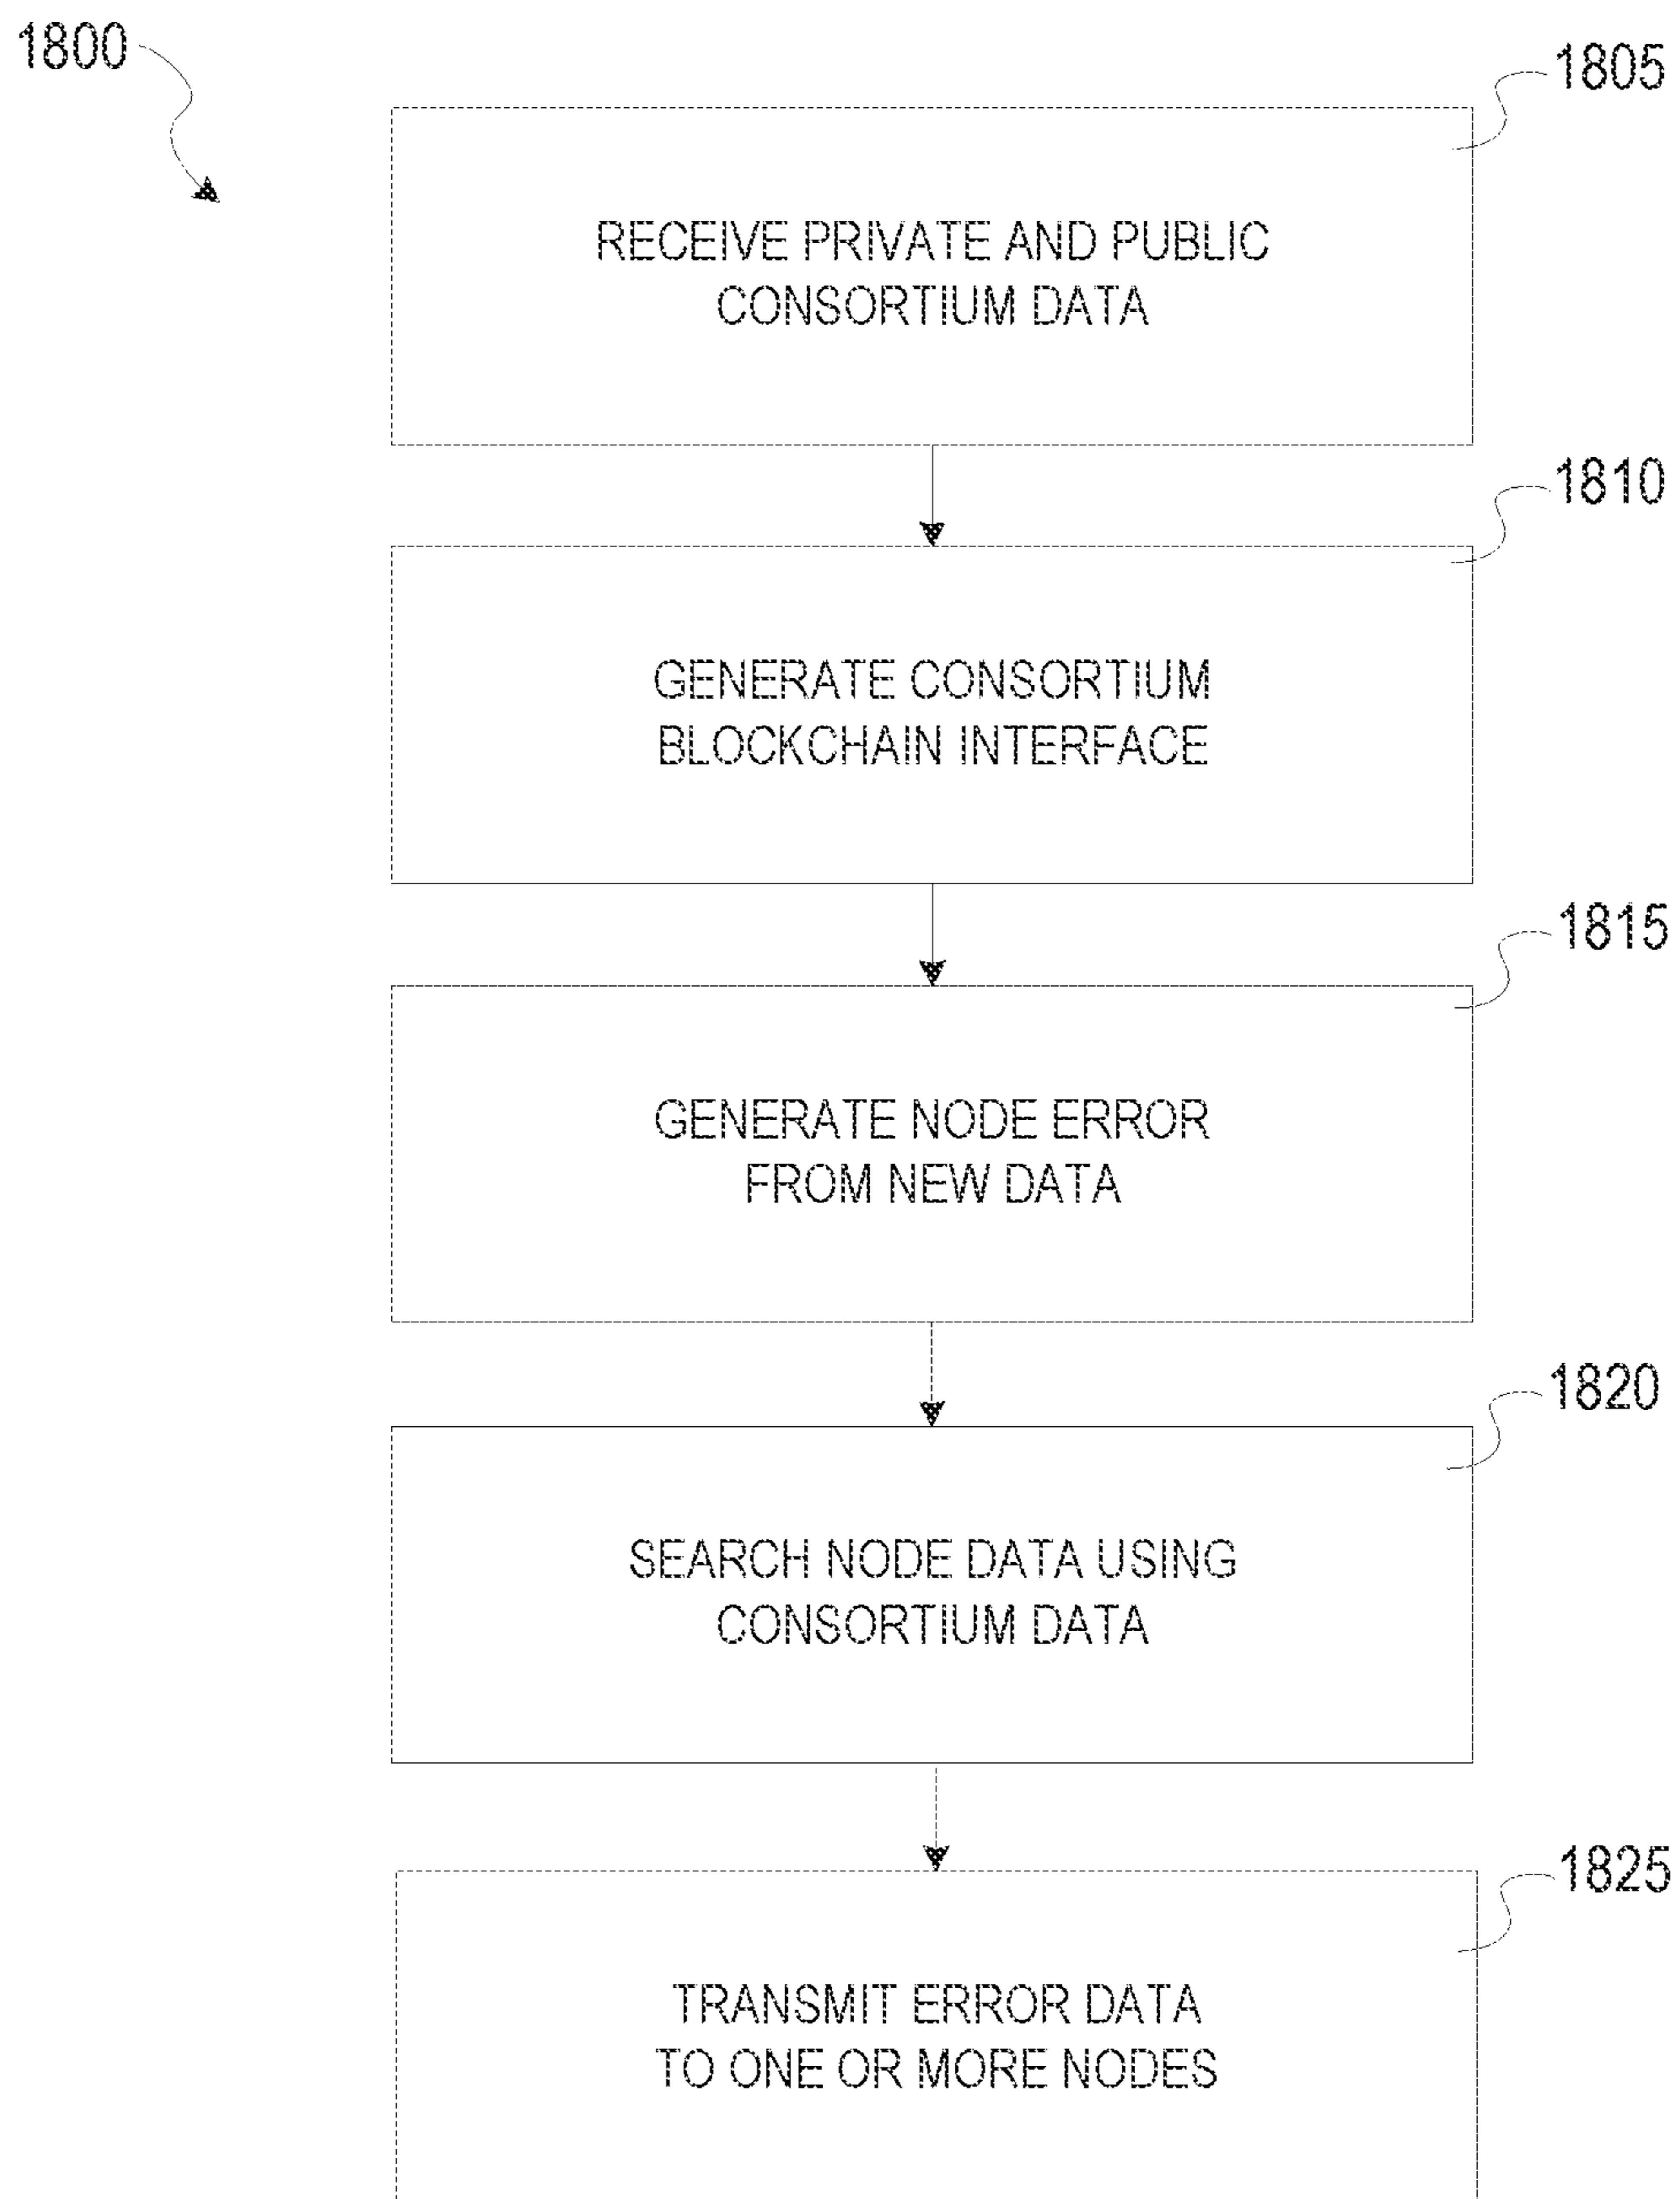 1800
1805
RECEIVE PRIVATE AND PUBLIC
CONSORTIUM DATA
1810
GENERATE CONSORTIUM
BLOCKCHAIN INTERFACE
1815
GENERATE NODE ERROR
FROM NEW DATA
1820
SEARCH NODE DATA USING
CONSORTIUM DATA
1825
TRANSMIT ERROR DATA
TO ONE OR MORE NODES